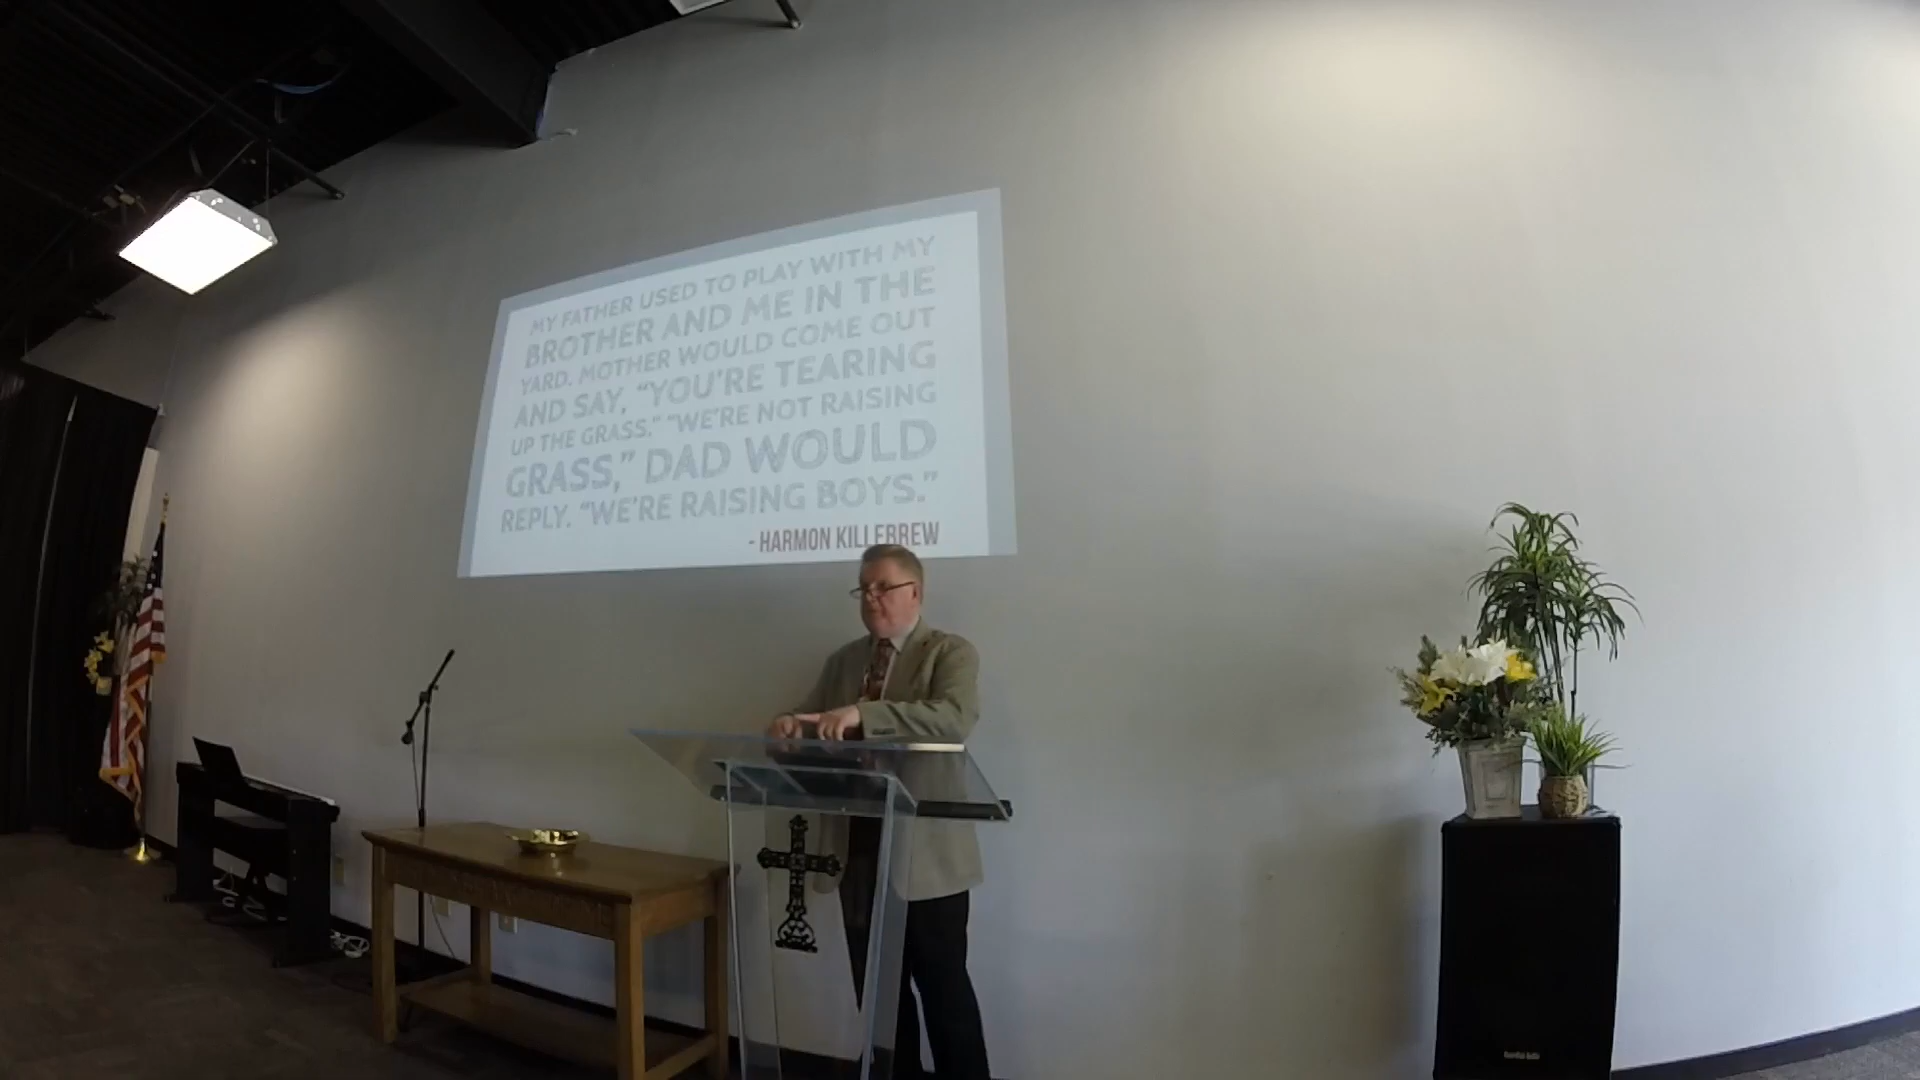 MY FATHER USED TO PLAY WITH MY
BROTHER AND ME IN THE
YARD. MOTHER WOULD COME OUT
AND SAY, “YOU’RE TEARING
UP THE GRASS.” “WE’RE NOT RAISING
GRASS,” DAD WOULD
REPLY. “WE’RE RAISING BOYS.”
- HARMON KILLEBREW